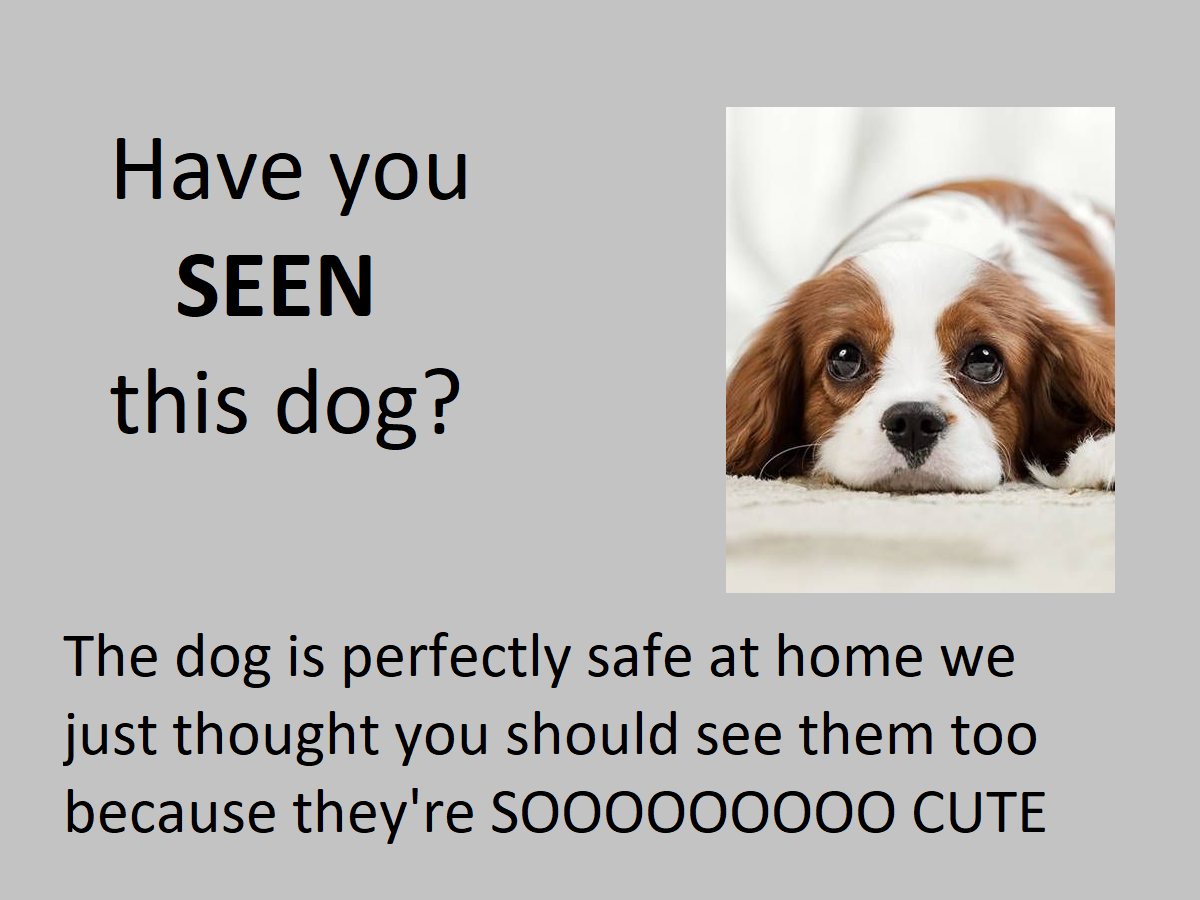 Have you
SEEN
this dog?
The dog is perfectly safe at home we
just thought you should see them too
because they're SOOOOOOOOO CUTE